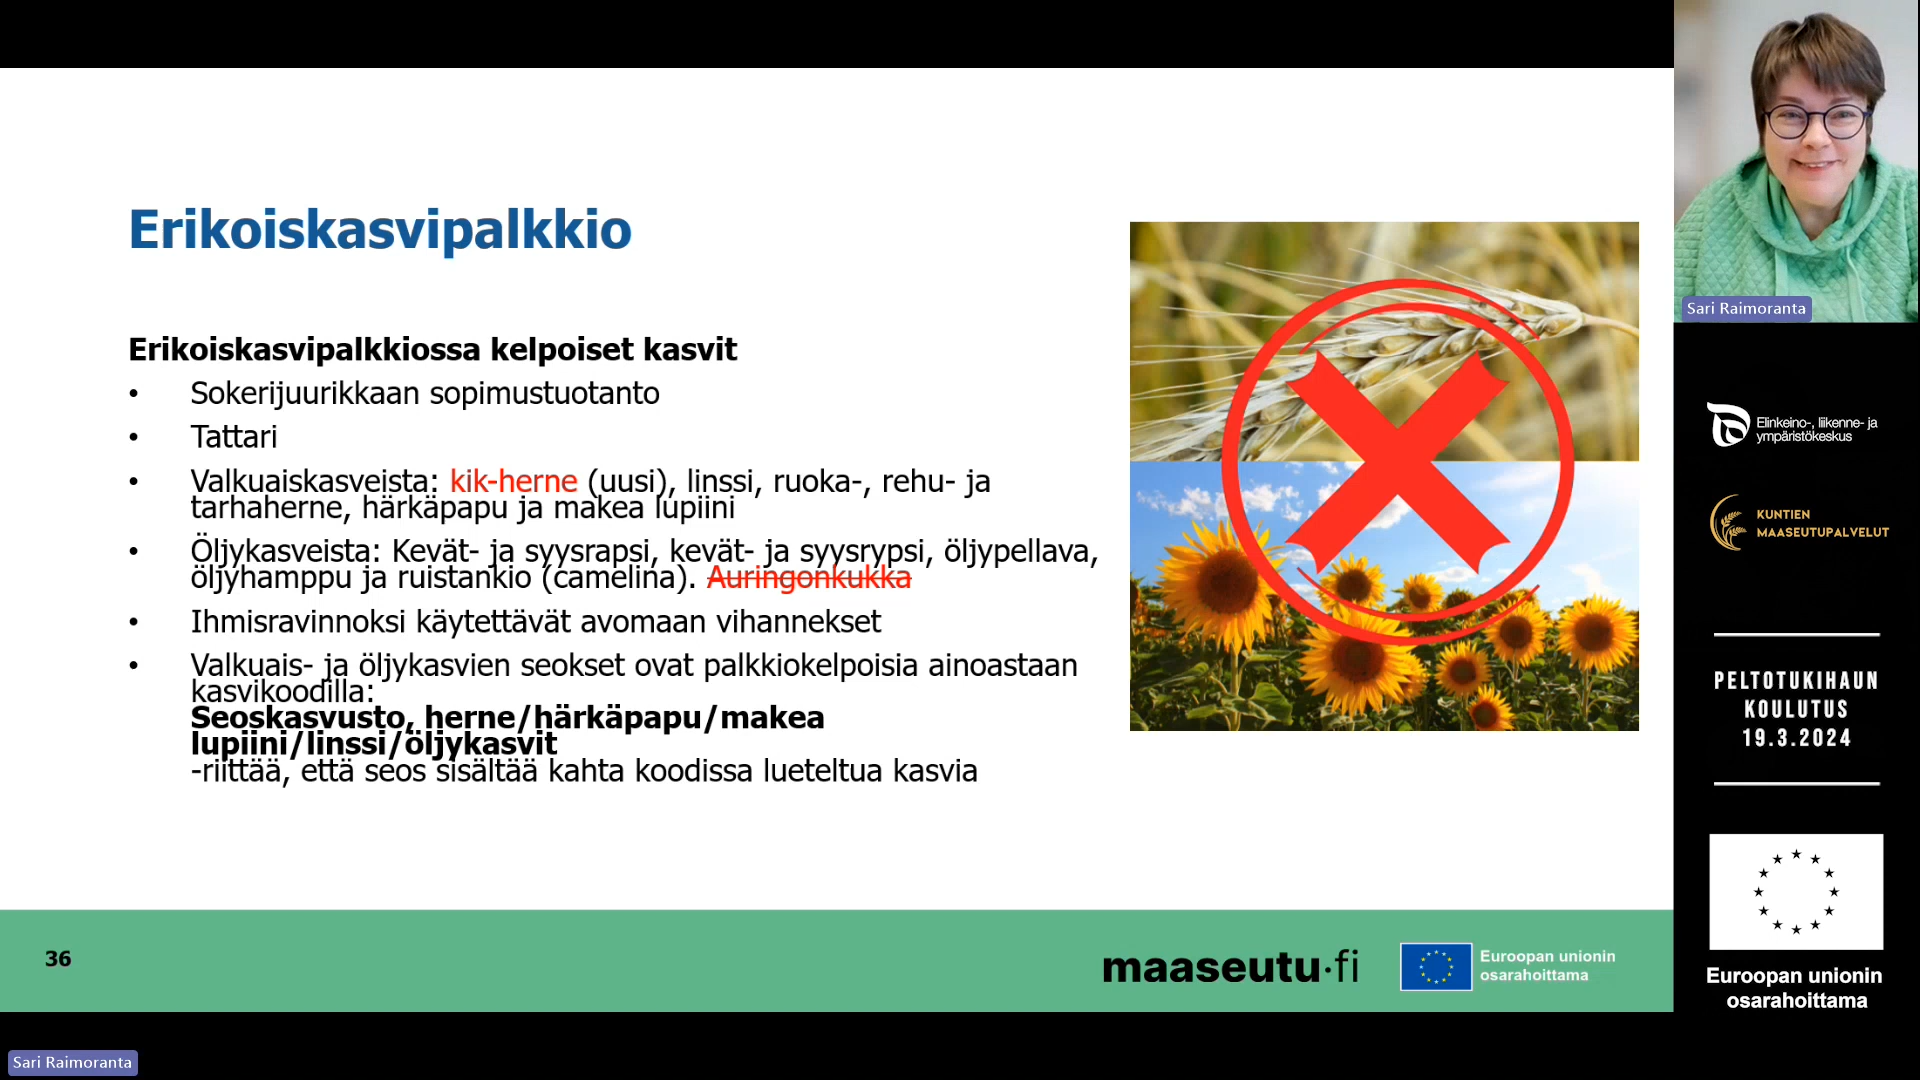 Erikoiskasvipalkkio
Erikoiskasvipalkkiossa kelpoiset kasvit
• Sokerijuurikkaan sopimustuotanto
• Tattari
• Valkuaiskasveista: kik-herne (uusi), linssi, ruoka-, rehu- ja
tarhaherne, härkäpapu ja makea lupiini
• Öljykasveista: Kevät- ja syysrapsi, kevät- ja syysrypsi, öljypellava,
öljyhamppu ja ruistankio (camelina). Auringonkukka
• Ihmisravinnoksi käytettävät avomaan vihannekset
• Valkuais- ja öljykasvien seokset ovat palkkiokelpoisia ainoastaan
kasvikoodilla:
Seoskasvusto, herne/härkäpapu/makea
lupiini/linssi/öljykasvit
-riittää, että seos sisältää kahta koodissa lueteltua kasvia
36
maaseutu.fi
Euroopan unionin
osarahoittama
Sari Raimoranta
Elinkeino-, liikenne- ja
ympäristökeskus
KUNTIEN
MAASEUTUPALVELUT
PELTOTUKIHAUN
KOULUTUS
19.3.2024
Euroopan unionin
osarahoittama
Sari Raimoranta